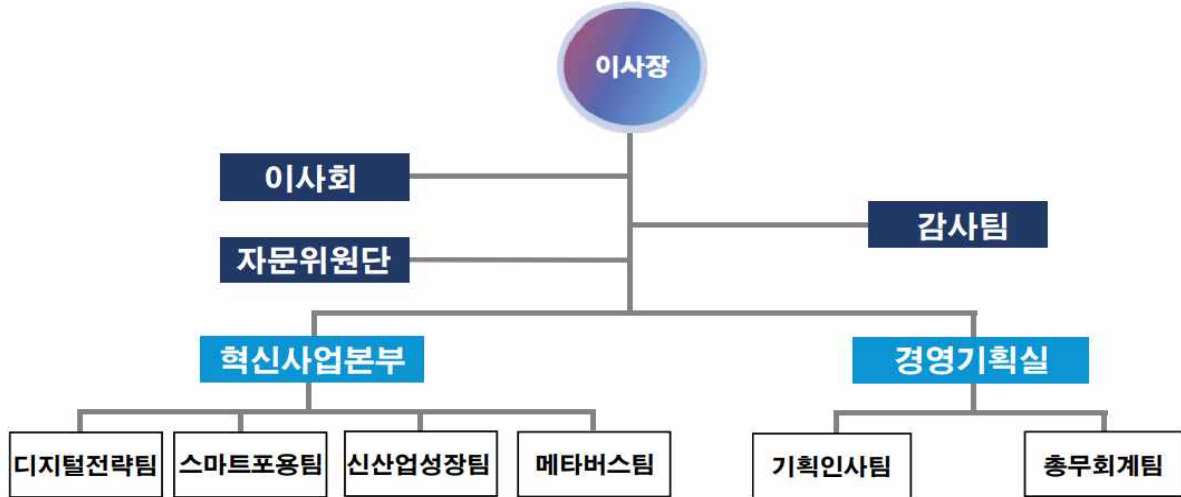 이사장
이사회
감사팀
자문위원단
혁신사업본부
경영기획실
디지털전략팀
스마트포용팀
신산업성장팀
메타버스팀
기획인사팀
총무회계팀